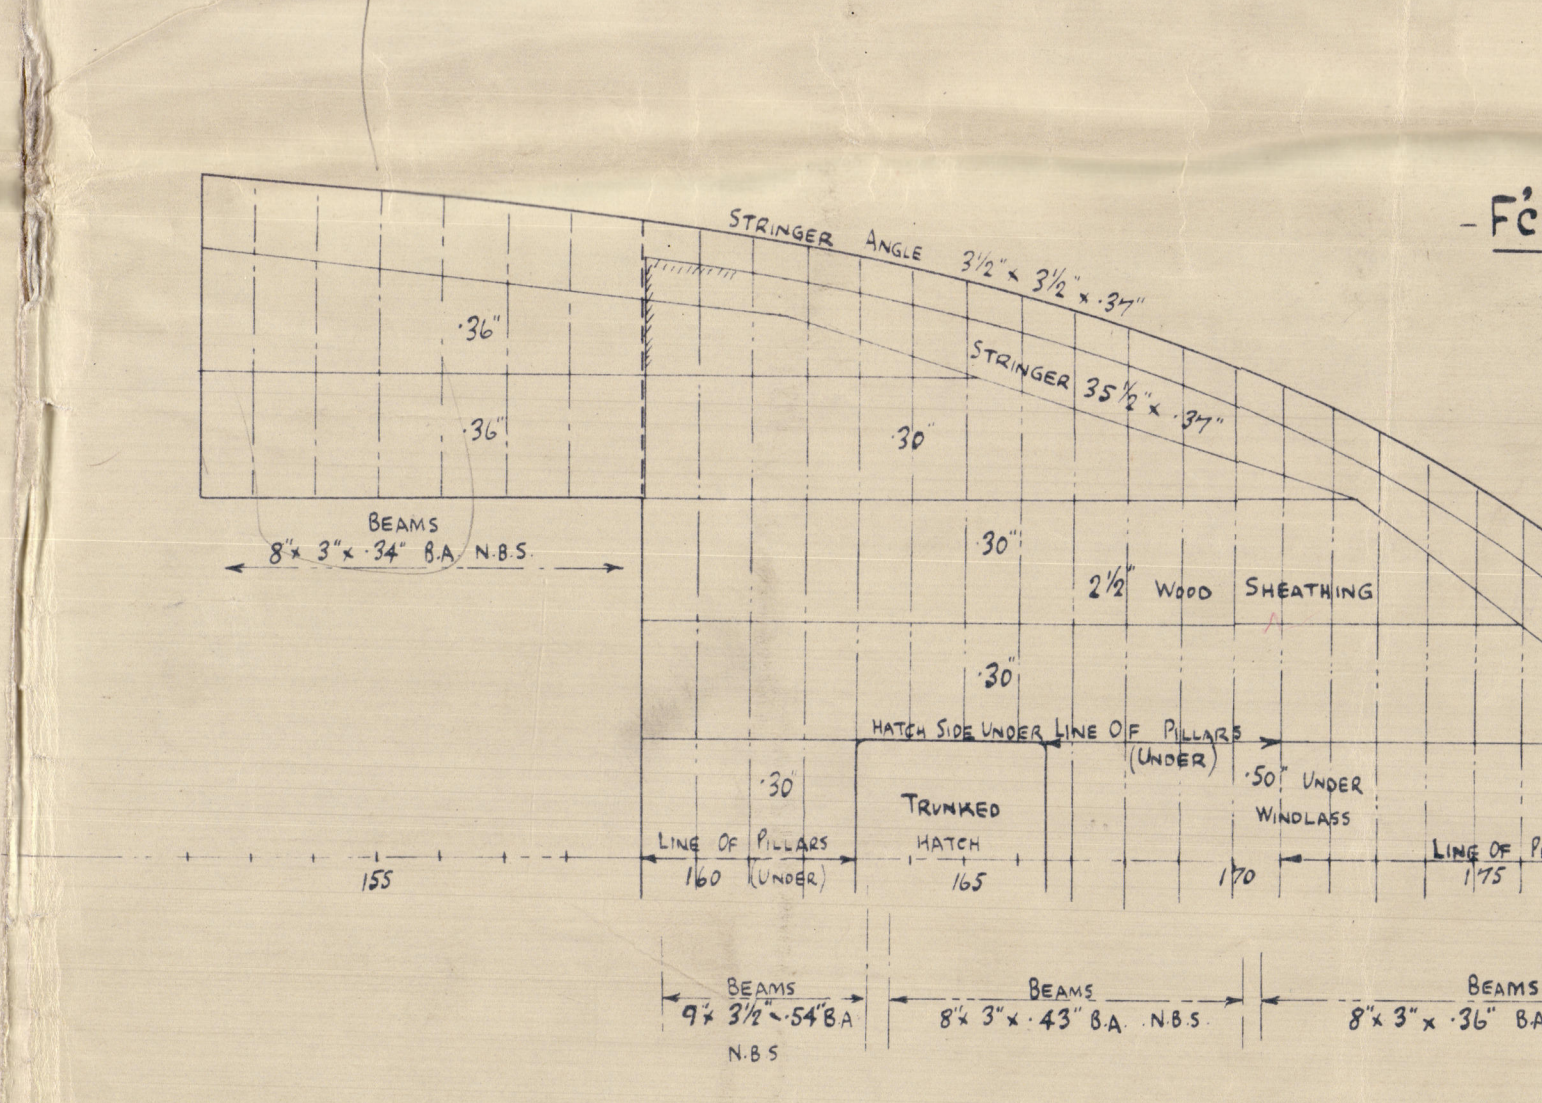 - F'c
STRINGER ANGLE 3½" x 3½" x .37"
.36"
STRINGER 35½" x .37"
.36"
.30"
BEAMS
8" x 3" x .34" B.A. N.B.S.
.30"
2½" WOOD SHEATHING
.30"
HATCH SIDE UNDER LINE OF PILLARS
(UNDER)
.30"
.50" UNDER
WINDLASS
TRUNKED
HATCH
LINE OF PILLARS
(UNDER)
LINE OF
155
160
165
170
175
BEAMS
9" x 3½" x .54" B.A
N.B.S
BEAMS
8" x 3" x .43" B.A. N.B.S.
BEAMS
8" x 3" x .36" B.A